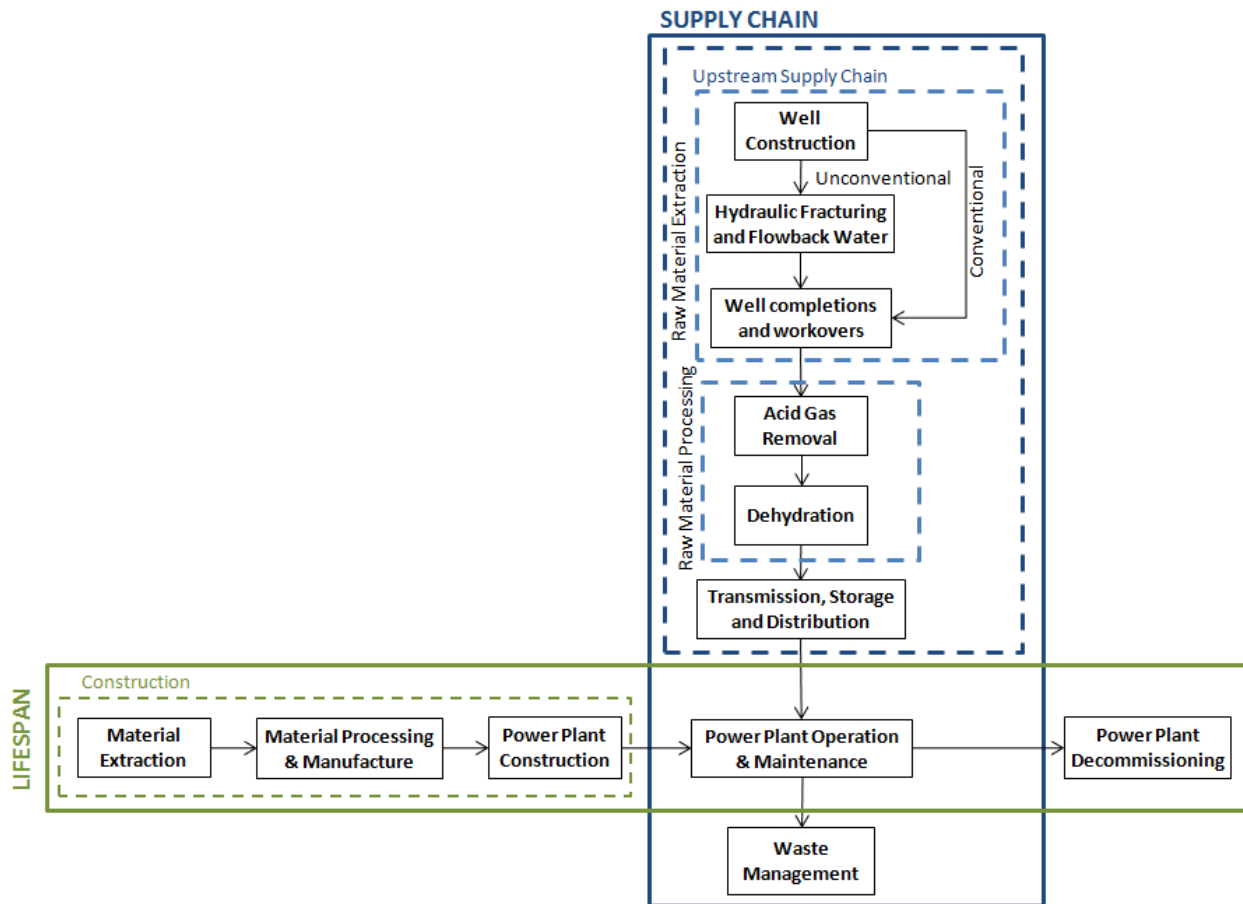 SUPPLY CHAIN
Upstream Supply Chain
Raw Material Extraction
Well
Construction
Unconventional
Conventional
Hydraulic Fracturing
and Flowback Water
Well completions
and workovers
Raw Material Processing
Acid Gas
Removal
Dehydration
Transmission, Storage
and Distribution
LIFESPAN
Construction
Material
Extraction
Material Processing
& Manufacture
Power Plant
Construction
Power Plant Operation
& Maintenance
Power Plant
Decommissioning
Waste
Management